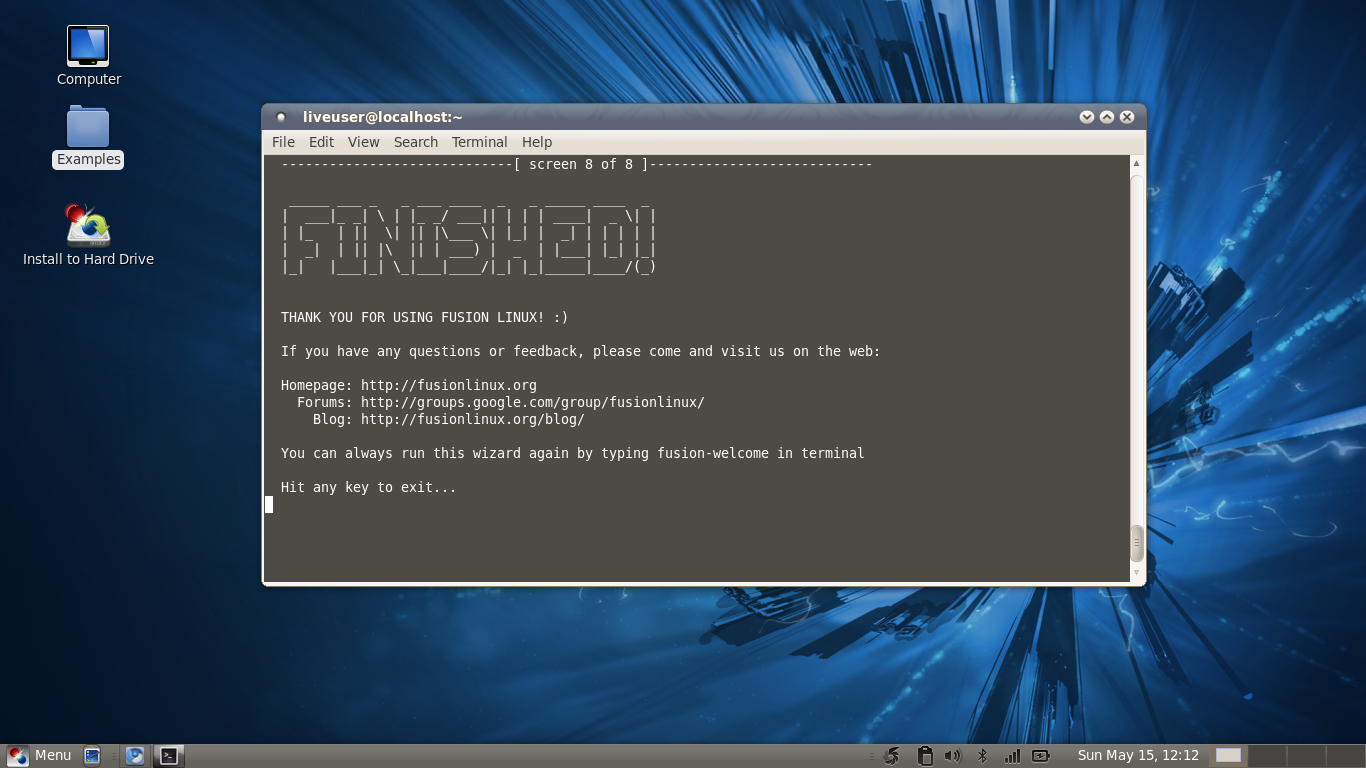 Computer
Examples
Install to Hard Drive
liveuser@localhost:~
File Edit View Search Terminal Help
-----------------------------[ screen 8 of 8 ]----------------------------
FINISHED!
THANK YOU FOR USING FUSION LINUX! :)
If you have any questions or feedback, please come and visit us on the web:
Homepage: http://fusionlinux.org
Forums: http://groups.google.com/group/fusionlinux/
Blog: http://fusionlinux.org/blog/
You can always run this wizard again by typing fusion-welcome in terminal
Hit any key to exit...
Menu
Sun May 15, 12:12